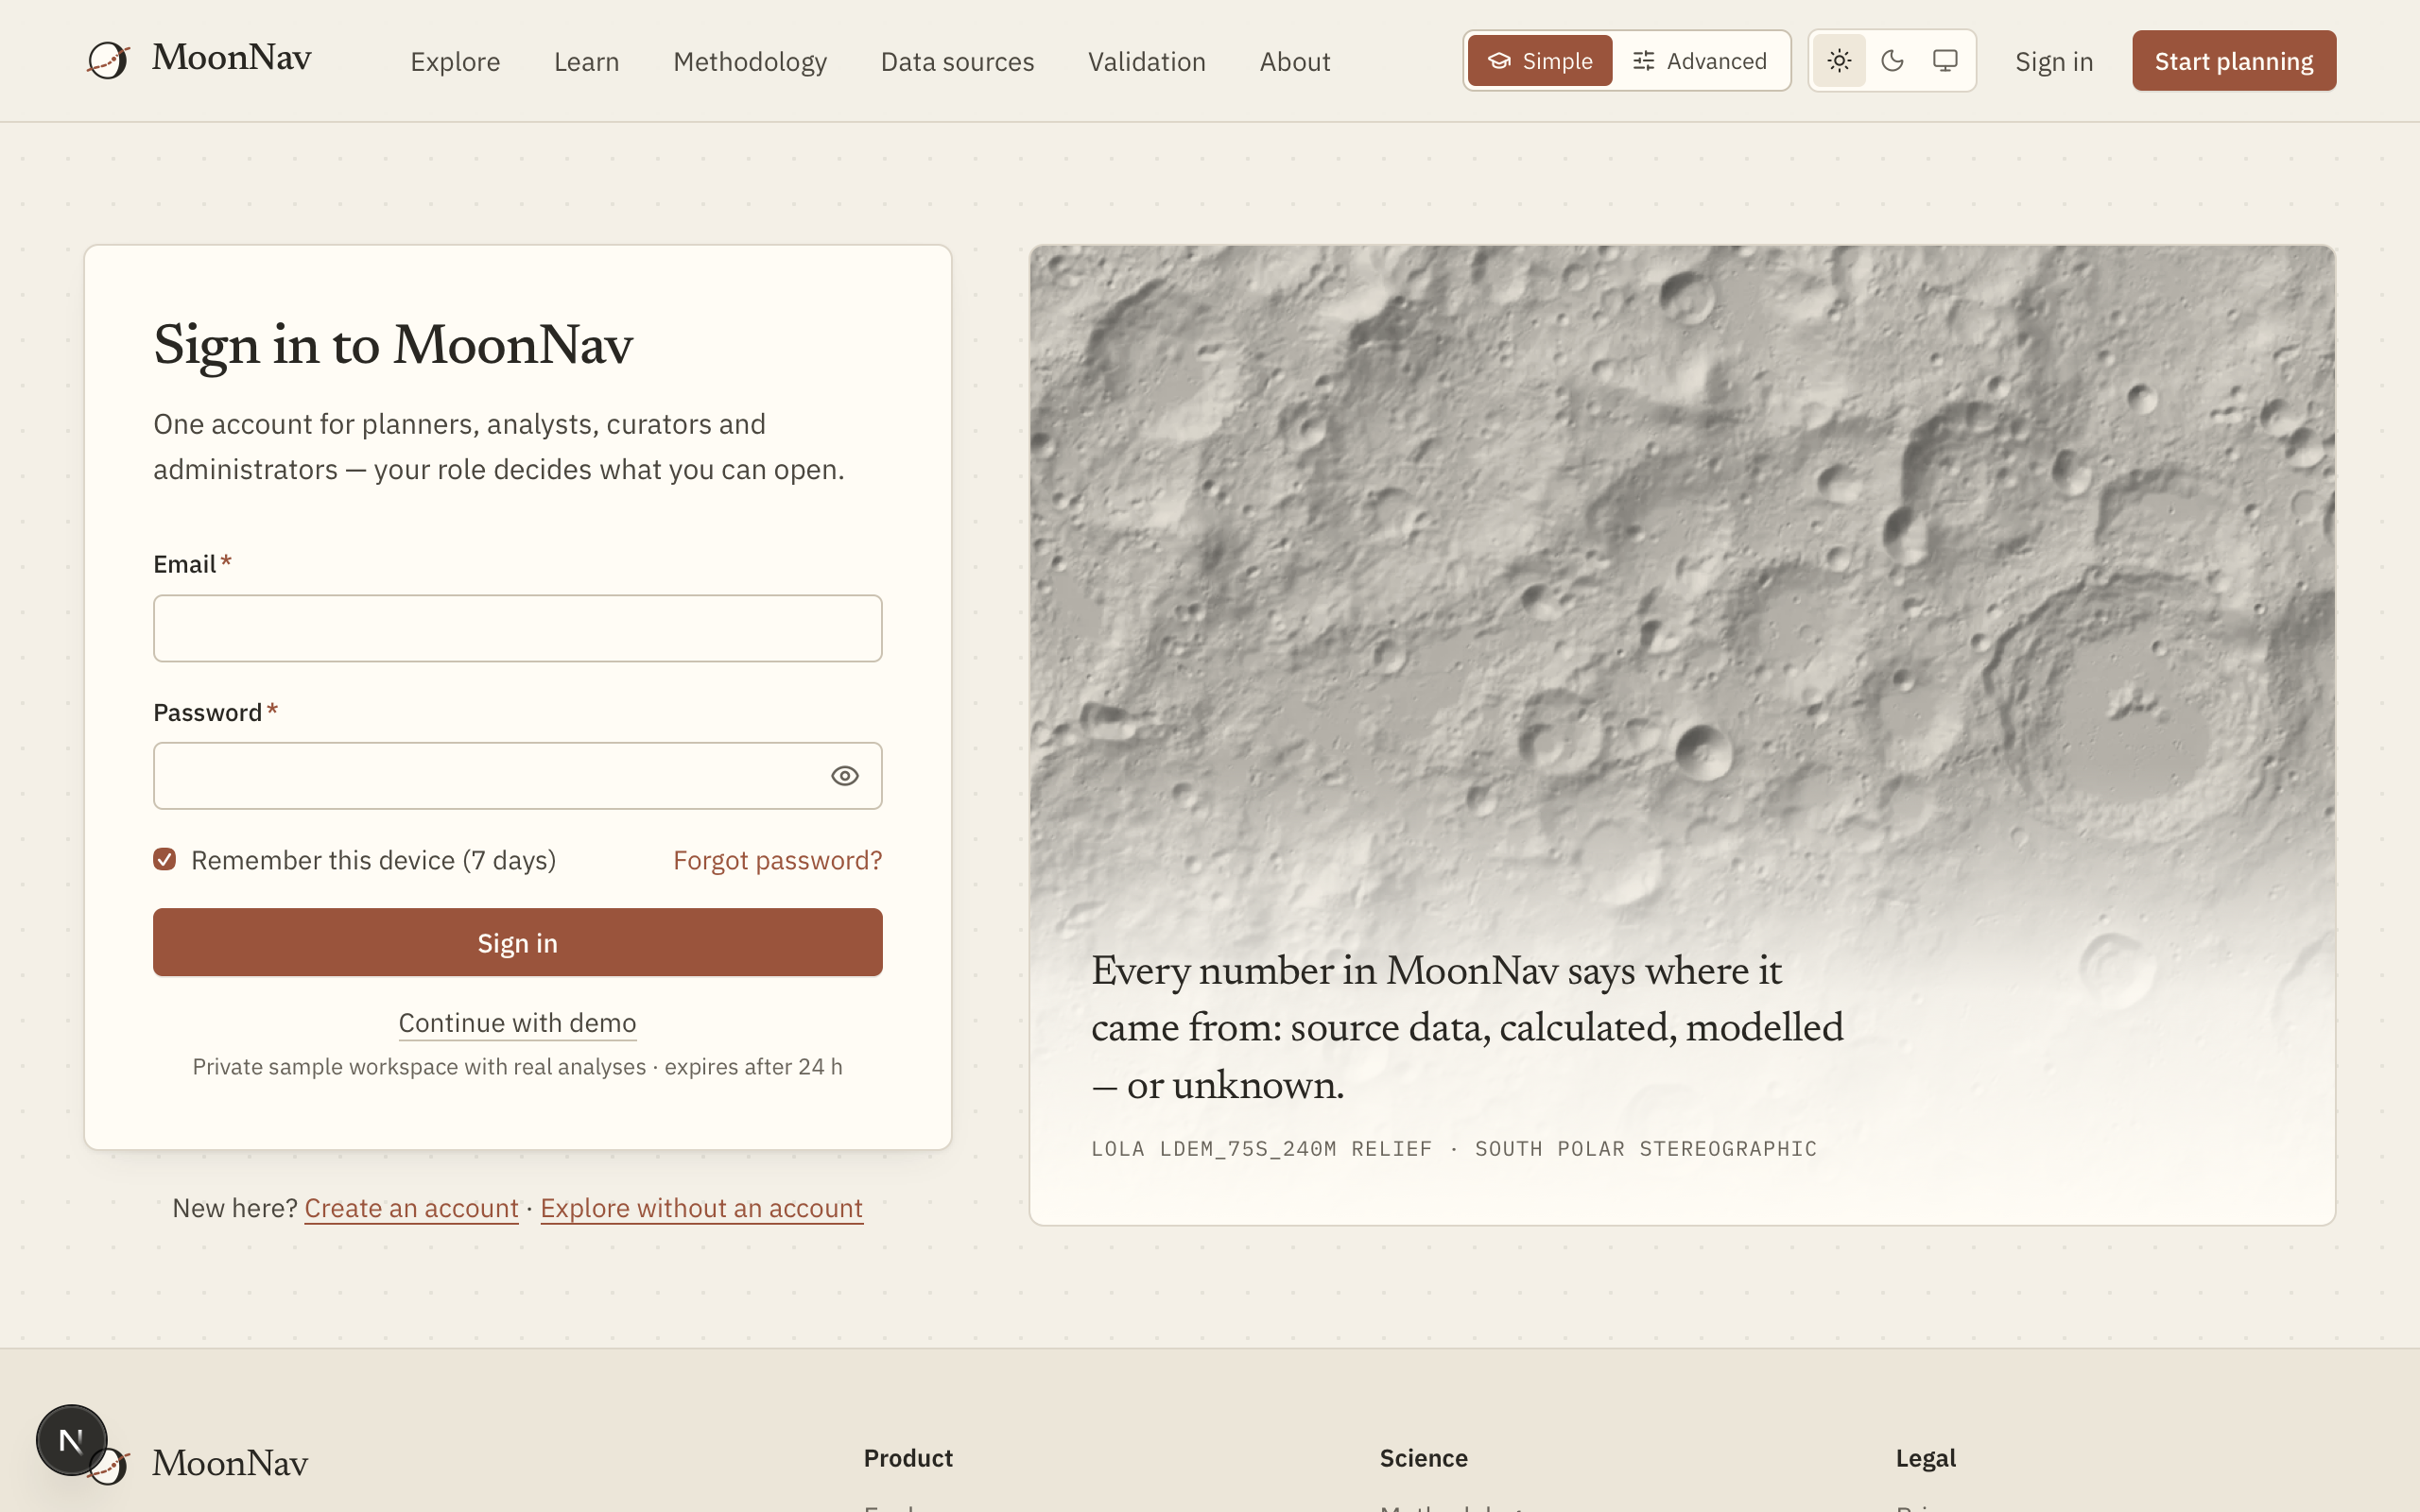 MoonNav
Explore
Learn
Methodology
Data sources
Validation
About
Simple
Advanced
Sign in
Start planning
Sign in to MoonNav
One account for planners, analysts, curators and
administrators — your role decides what you can open.
Email *
Password *
Remember this device (7 days)
Forgot password?
Sign in
Continue with demo
Private sample workspace with real analyses · expires after 24 h
New here? Create an account · Explore without an account
Every number in MoonNav says where it
came from: source data, calculated, modelled
— or unknown.
LOLA LDEM_75S_240M RELIEF · SOUTH POLAR STEREOGRAPHIC
N
MoonNav
Product
Science
Legal